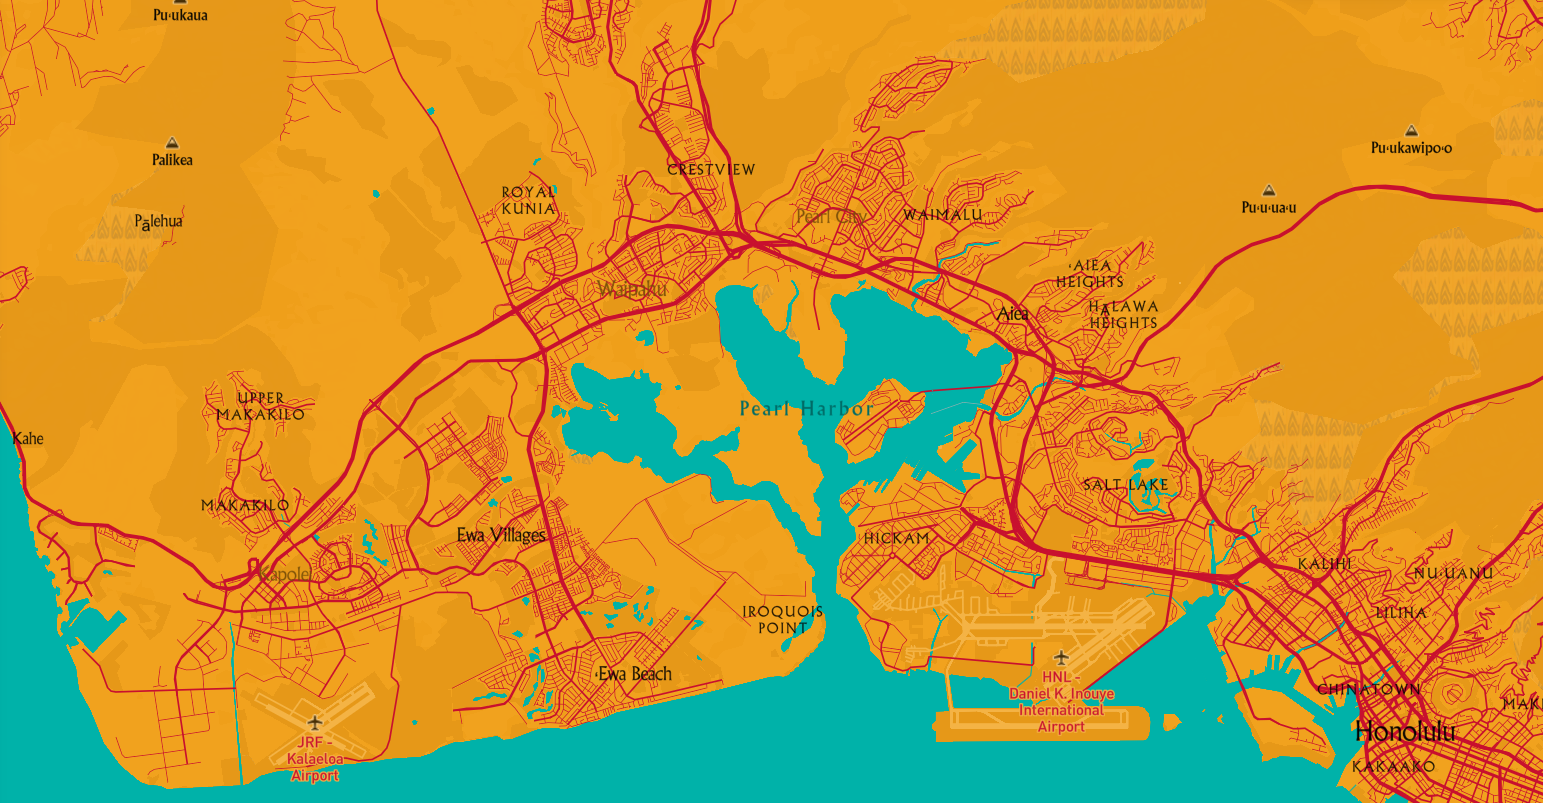 Pu·ukaua
Palikea
Pālehua
Pu·ukawipo·o
Pu·u·ua·u
CRESTVIEW
ROYAL
KUNIA
Pearl City
WAIMALU
Waipahu
·AIEA
HEIGHTS
Aiea
HĀLAWA
HEIGHTS
UPPER
MAKAKILO
Pearl Harbor
Kahe
MAKAKILO
SALT LAKE
Ewa Villages
HICKAM
Kapolei
KALIHI
NU·UANU
IROQUOIS
POINT
LILIHA
·Ewa Beach
HNL -
Daniel K. Inouye
International
Airport
CHINATOWN
MAKI
JRF -
Kalaeloa
Airport
Honolulu
KAKAAKO